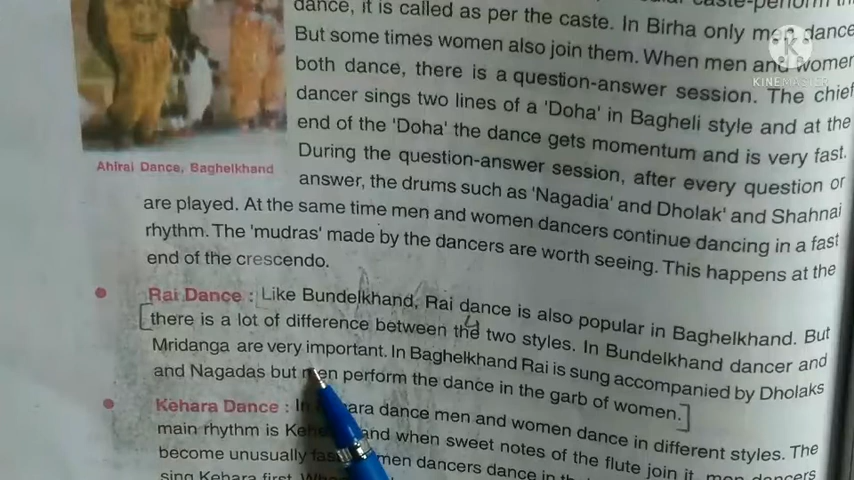 dance, it is called as per the caste. In Birha only men dance
But some times women also join them. When men and women
both dance, there is a question-answer session. The chief
dancer sings two lines of a 'Doha' in Bagheli style and at the
end of the 'Doha' the dance gets momentum and is very fast.
During the question-answer session, after every question or
answer, the drums such as 'Nagadia' and Dholak' and Shahnai
are played. At the same time men and women dancers continue dancing in a fast
rhythm. The 'mudras' made by the dancers are worth seeing. This happens at the
end of the crescendo.
Ahirai Dance, Baghelkhand
Rai Dance : Like Bundelkhand, Rai dance is also popular in Baghelkhand. But
there is a lot of difference between the two styles. In Bundelkhand dancer and
Mridanga are very important. In Baghelkhand Rai is sung accompanied by Dholaks
and Nagadas but men perform the dance in the garb of women.
Kehara Dance : In dance men and women dance in different styles. The
main rhythm is and when sweet notes of the flute join it, men dancers
become unusually men dancers dance in
sing Kehara first.
KINEMASTER